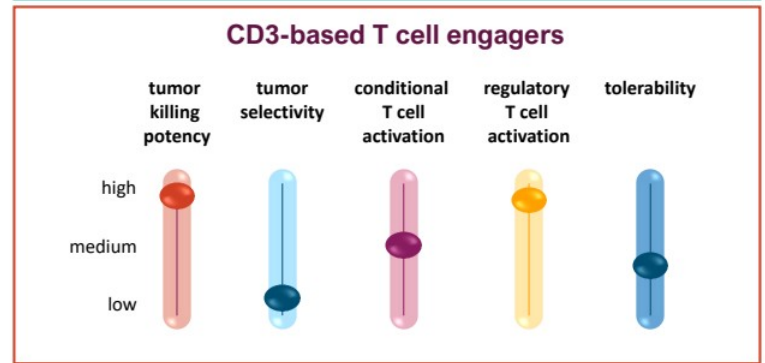 CD3-based T cell engagers
tumor
killing
potency
tumor
selectivity
conditional
T cell
activation
regulatory
T cell
activation
tolerability
high
medium
low